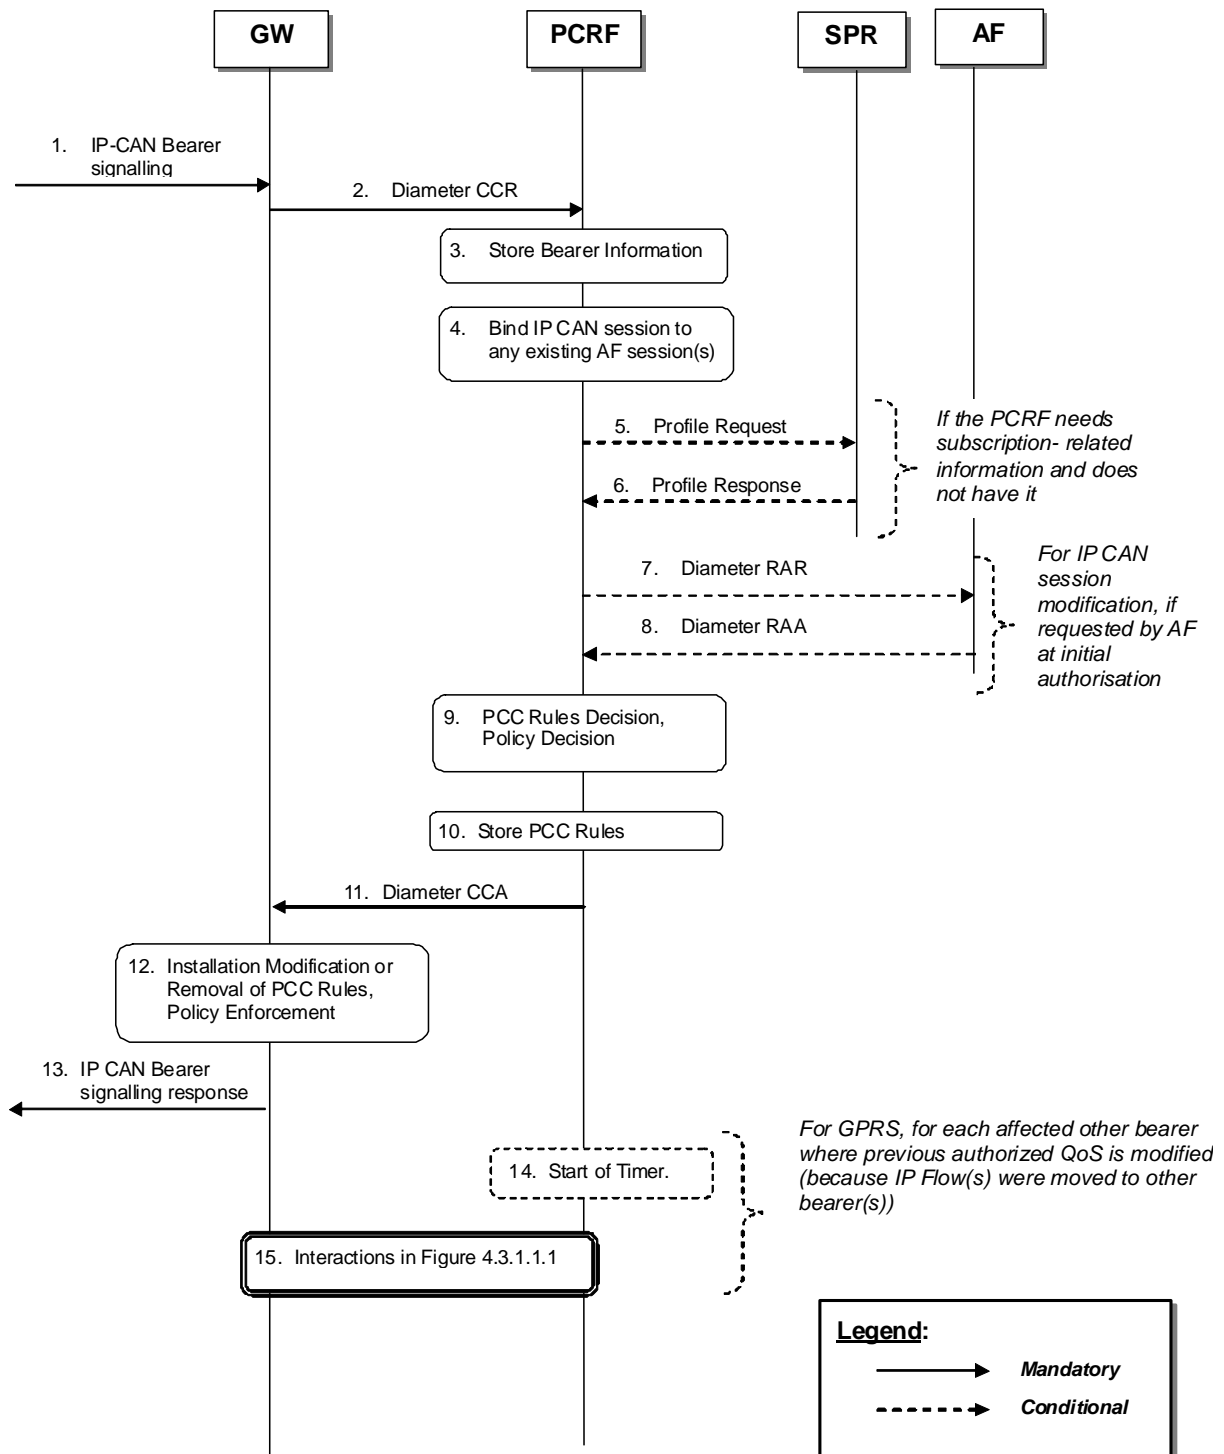 GW
PCRF
SPR
AF
1. IP-CAN Bearer
signalling
2. Diameter CCR
3. Store Bearer Information
4. Bind IP CAN session to
any existing AF session(s)
5. Profile Request
If the PCRF needs
subscription- related
information and does
not have it
6. Profile Response
For IP CAN
session
modification, if
requested by AF
at initial
authorisation
7. Diameter RAR
8. Diameter RAA
9. PCC Rules Decision,
Policy Decision
10. Store PCC Rules
11. Diameter CCA
12. Installation Modification or
Removal of PCC Rules,
Policy Enforcement
13. IP CAN Bearer
signalling response
For GPRS, for each affected other bearer
where previous authorized QoS is modified
(because IP Flow(s) were moved to other
bearer(s))
14. Start of Timer.
15. Interactions in Figure 4.3.1.1.1
Legend:
Mandatory
Conditional